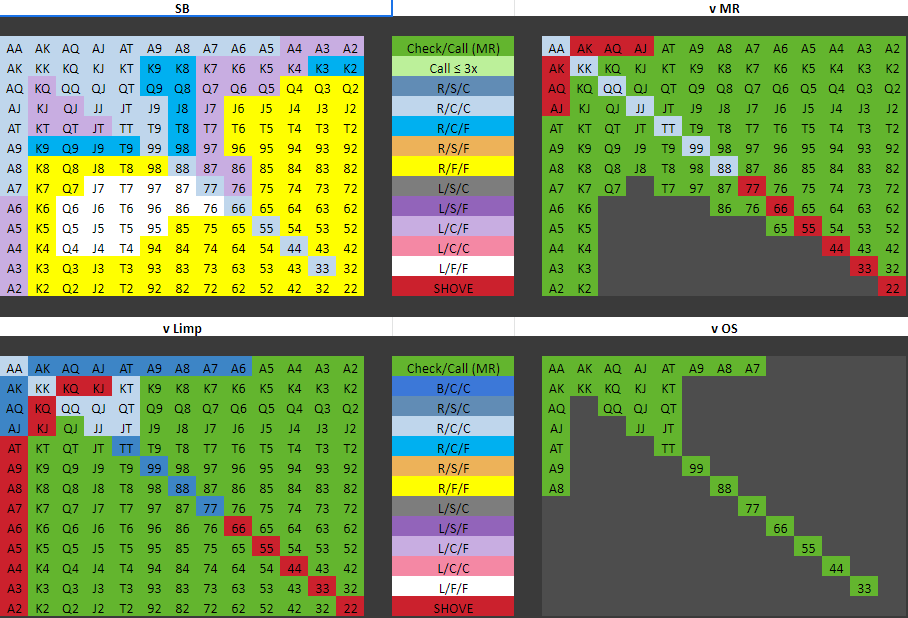 SB v MR
AA AK AQ AJ AT A9 A8 A7 A6 A5 A4 A3 A2 Check/Call (MR) AA AK AQ AJ AT A9 A8 A7 A6 A5 A4 A3 A2
AK KK KQ KJ KT K9 K8 K7 K6 K5 K4 K3 K2 Call ≤ 3x AK KK KQ KJ KT K9 K8 K7 K6 K5 K4 K3 K2
AQ KQ QQ QJ QT Q9 Q8 Q7 Q6 Q5 Q4 Q3 Q2 R/S/C AQ KQ QQ QJ QT Q9 Q8 Q7 Q6 Q5 Q4 Q3 Q2
AJ KJ QJ JJ JT J9 J8 J7 J6 J5 J4 J3 J2 R/C/C AJ KJ QJ JJ JT J9 J8 J7 J6 J5 J4 J3 J2
AT KT QT JT TT T9 T8 T7 T6 T5 T4 T3 T2 R/C/F AT KT QT JT TT T9 T8 T7 T6 T5 T4 T3 T2
A9 K9 Q9 J9 T9 99 98 97 96 95 94 93 92 R/S/F A9 K9 Q9 J9 T9 99 98 97 96 95 94 93 92
A8 K8 Q8 J8 T8 98 88 87 86 85 84 83 82 R/F/F A8 K8 Q8 J8 T8 98 88 87 86 85 84 83 82
A7 K7 Q7 J7 T7 97 87 77 76 75 74 73 72 L/S/C A7 K7 Q7 T7 97 87 77 76 75 74 73 72
A6 K6 Q6 J6 T6 96 86 76 66 65 64 63 62 L/S/F A6 K6 86 76 66 65 64 63 62
A5 K5 Q5 J5 T5 95 85 75 65 55 54 53 52 L/C/F A5 K5 65 55 54 53 52
A4 K4 Q4 J4 T4 94 84 74 64 54 44 43 42 L/C/C A4 K4 44 43 42
A3 K3 Q3 J3 T3 93 83 73 63 53 43 33 32 L/F/F A3 K3 33 32
A2 K2 Q2 J2 T2 92 82 72 62 52 42 32 22 SHOVE A2 K2 22
v Limp v OS
AA AK AQ AJ AT A9 A8 A7 A6 A5 A4 A3 A2 Check/Call (MR) AA AK AQ AJ AT A9 A8 A7
AK KK KQ KJ KT K9 K8 K7 K6 K5 K4 K3 K2 B/C/C AK KK KQ KJ KT
AQ KQ QQ QJ QT Q9 Q8 Q7 Q6 Q5 Q4 Q3 Q2 R/S/C AQ QQ QJ QT
AJ KJ QJ JJ JT J9 J8 J7 J6 J5 J4 J3 J2 R/C/C AJ JJ JT
AT KT QT JT TT T9 T8 T7 T6 T5 T4 T3 T2 R/C/F AT TT
A9 K9 Q9 J9 T9 99 98 97 96 95 94 93 92 R/S/F A9 99
A8 K8 Q8 J8 T8 98 88 87 86 85 84 83 82 R/F/F A8 88
A7 K7 Q7 J7 T7 97 87 77 76 75 74 73 72 L/S/C 77
A6 K6 Q6 J6 T6 96 86 76 66 65 64 63 62 L/S/F 66
A5 K5 Q5 J5 T5 95 85 75 65 55 54 53 52 L/C/F 55
A4 K4 Q4 J4 T4 94 84 74 64 54 44 43 42 L/C/C 44
A3 K3 Q3 J3 T3 93 83 73 63 53 43 33 32 L/F/F 33
A2 K2 Q2 J2 T2 92 82 72 62 52 42 32 22 SHOVE